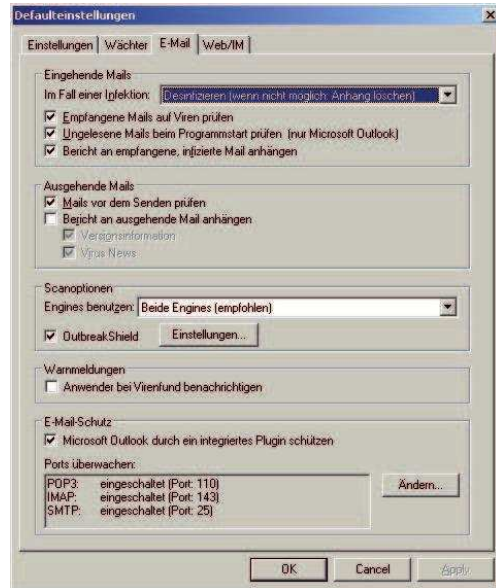 Defaulteinstellungen
Einstellungen Wächter E-Mail Web/IM
Eingehende Mails
Im Fall einer Infektion: Desinfizieren (wenn nicht möglich: Anhang löschen)
Empfangene Mails auf Viren prüfen
Ungelesene Mails beim Programmstart prüfen (nur Microsoft Outlook)
Bericht an empfangene, infizierte Mail anhängen
Ausgehende Mails
Mails vor dem Senden prüfen
Bericht an ausgehende Mail anhängen
Versionsinformation
Virus News
Scanoptionen
Engines benutzen: Beide Engines (empfohlen)
OutbreakShield Einstellungen...
Warnmeldungen
Anwender bei Virenfund benachrichtigen
E-Mail-Schutz
Microsoft Outlook durch ein integriertes Plugin schützen
Ports überwachen:
POP3: eingeschaltet (Port: 110)
IMAP: eingeschaltet (Port: 143)
SMTP: eingeschaltet (Port: 25)
Ändern...
OK Cancel Apply